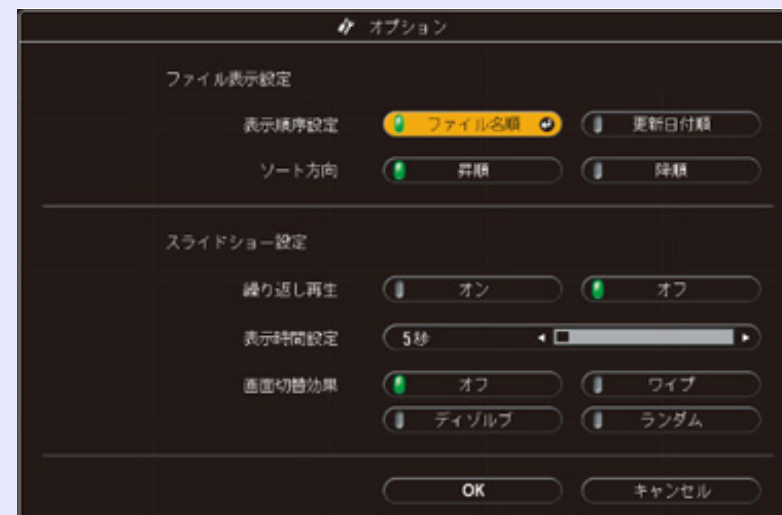 オプション
ファイル表示設定
表示順序設定 ファイル名順 更新日付順
ソート方向 昇順 降順
スライドショー設定
繰り返し再生 オン オフ
表示時間設定 5秒
画面切替効果 オフ ワイプ
ディゾルブ ランダム
OK キャンセル